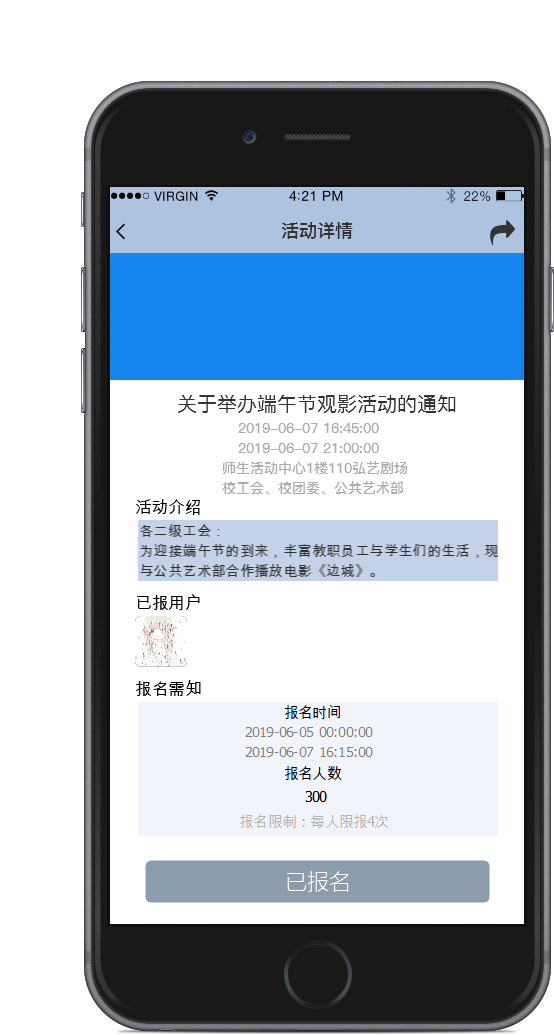 VIRGIN 4:21 PM 22%
活动详情
关于举办端午节观影活动的通知
2019-06-07 16:45:00
2019-06-07 21:00:00
师生活动中心1楼110弘艺剧场
校工会、校团委、公共艺术部
活动介绍
各二级工会：
为迎接端午节的到来，丰富教职员工与学生们的生活，现
与公共艺术部合作播放电影《边城》。
已报用户
报名需知
报名时间
2019-06-05 00:00:00
2019-06-07 16:15:00
报名人数
300
报名限制：每人限报4次
已报名